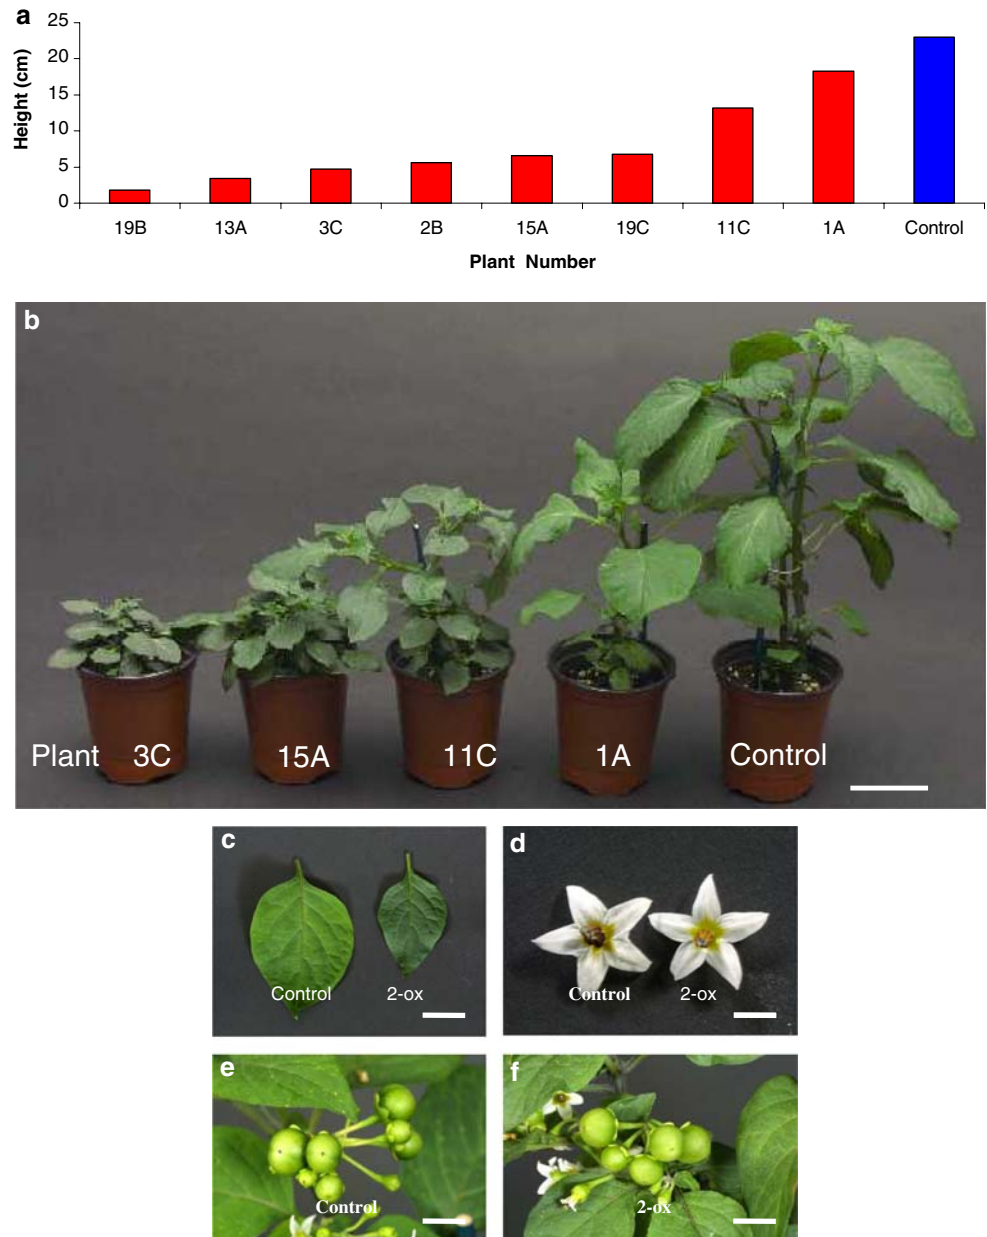 a
Height (cm)
25
20
15
10
5
0
19B 13A 3C 2B 15A 19C 11C 1A Control
Plant Number
b
Plant 3C 15A 11C 1A Control
c
Control 2-ox
d
Control 2-ox
e
Control
f
2-ox